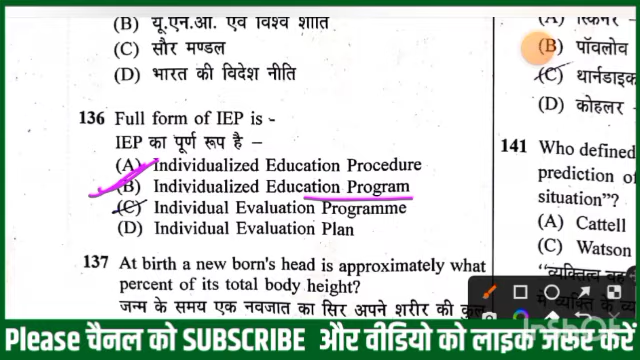 (B) यू.एन.आ. एवं विश्व शांति
(C) सौर मण्डल
(D) भारत की विदेश नीति
136 Full form of IEP is -
IEP का पूर्ण रूप है –
(A) Individualized Education Procedure
(B) Individualized Education Program
(C) Individual Evaluation Programme
(D) Individual Evaluation Plan
137 At birth a new born's head is approximately what
percent of its total body height?
जन्म के समय एक नवजात का सिर अपने शरीर की कुल
(A) स्किनर
(B) पॉवलोव
(C) थार्नडाइक
(D) कोहलर
141 Who defined
prediction of
situation"?
(A) Cattell
(C) Watson
"व्यक्तित्व वह
Please चैनल को SUBSCRIBE और वीडियो को लाइक जरूर करें